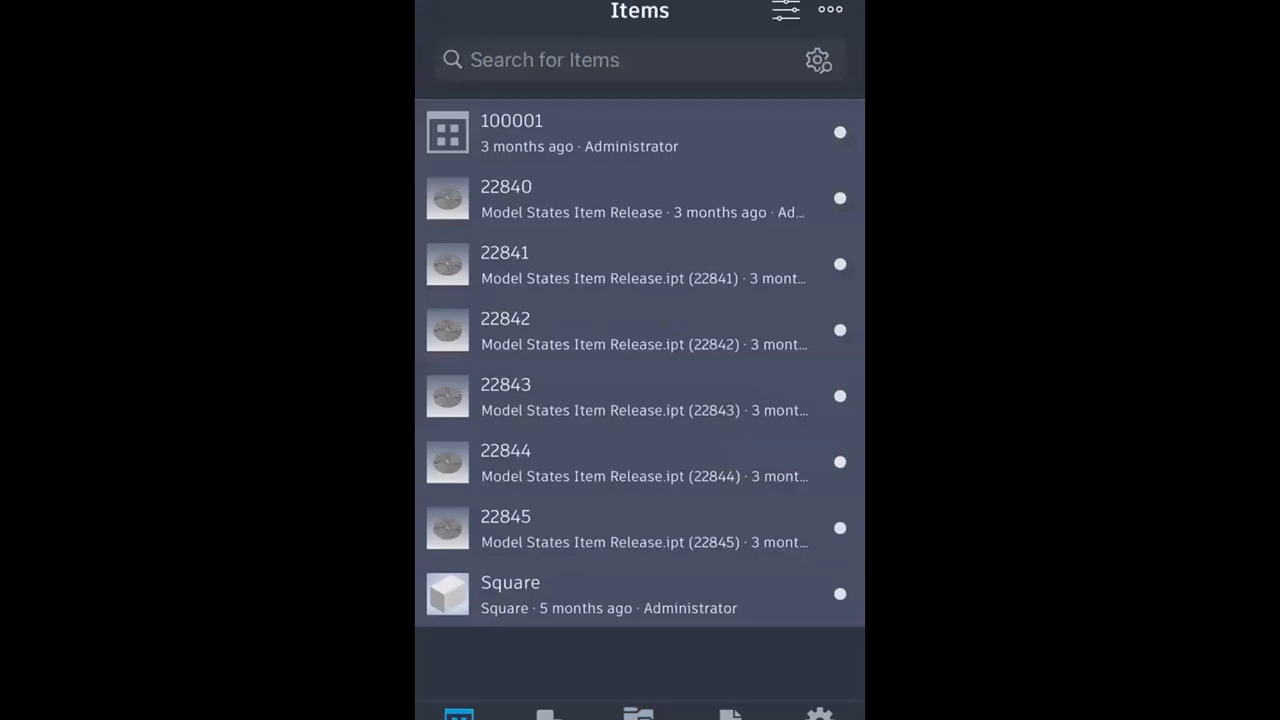 Items
Search for Items
100001
3 months ago · Administrator
22840
Model States Item Release · 3 months ago · Ad...
22841
Model States Item Release.ipt (22841) · 3 mont...
22842
Model States Item Release.ipt (22842) · 3 mont...
22843
Model States Item Release.ipt (22843) · 3 mont...
22844
Model States Item Release.ipt (22844) · 3 mont...
22845
Model States Item Release.ipt (22845) · 3 mont...
Square
Square · 5 months ago · Administrator